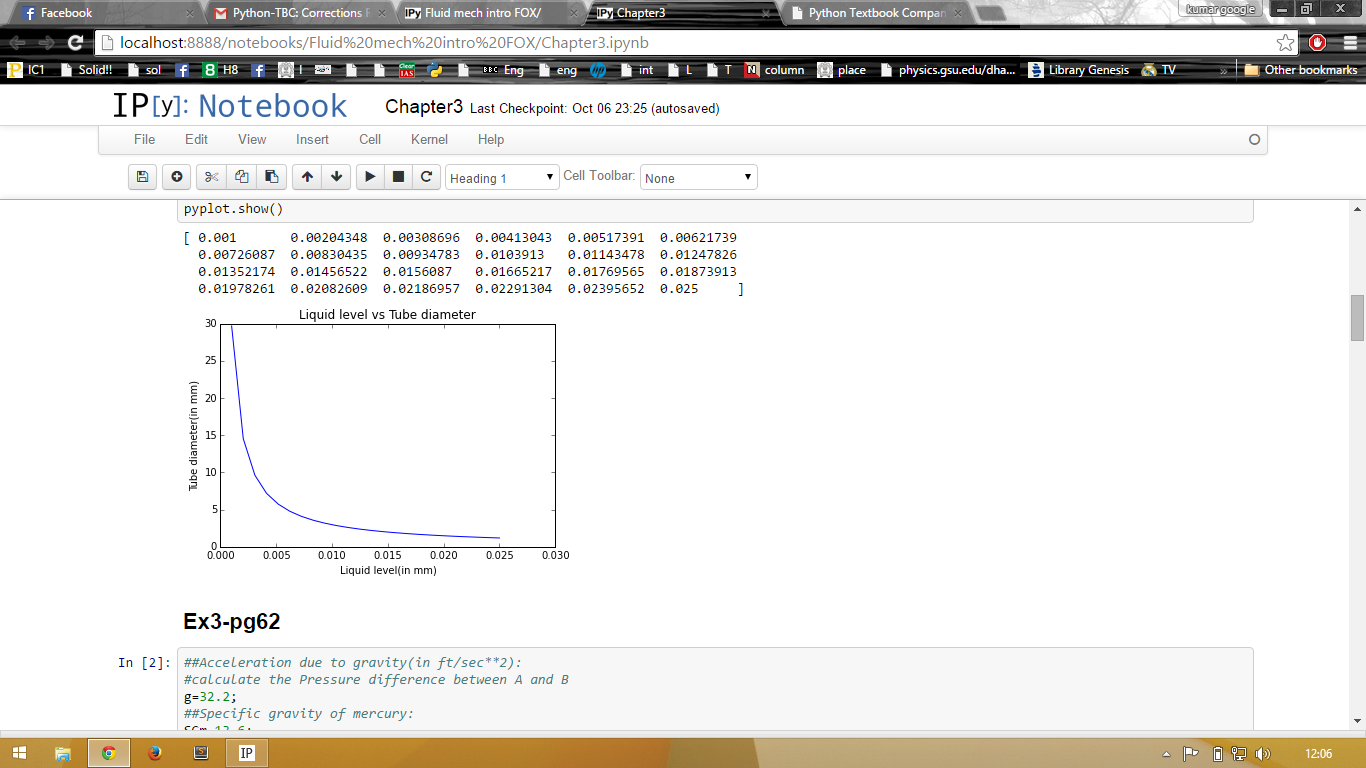 Facebook
Python-TBC: Corrections R
IPy Fluid mech intro FOX/
IPy Chapter3
Python Textbook Compan
kumar google
localhost:8888/notebooks/Fluid%20mech%20intro%20FOX/Chapter3.ipynb
IC1 Solid!! sol H8 I Clear IAS BBC Eng eng hp int L T N column place physics.gsu.edu/dha... Library Genesis TV » Other bookmarks
IP[y]: Notebook Chapter3 Last Checkpoint: Oct 06 23:25 (autosaved)
File Edit View Insert Cell Kernel Help
Heading 1 Cell Toolbar: None
pyplot.show()
[ 0.001 0.00204348 0.00308696 0.00413043 0.00517391 0.00621739
0.00726087 0.00830435 0.00934783 0.0103913 0.01143478 0.01247826
0.01352174 0.01456522 0.0156087 0.01665217 0.01769565 0.01873913
0.01978261 0.02082609 0.02186957 0.02291304 0.02395652 0.025 ]
Liquid level vs Tube diameter
30
25
20
15
10
5
0
Tube diameter(in mm)
0.000 0.005 0.010 0.015 0.020 0.025 0.030
Liquid level(in mm)
Ex3-pg62
In [2]:
##Acceleration due to gravity(in ft/sec**2):
#calculate the Pressure difference between A and B
g=32.2;
##Specific gravity of mercury:
IP
12:06